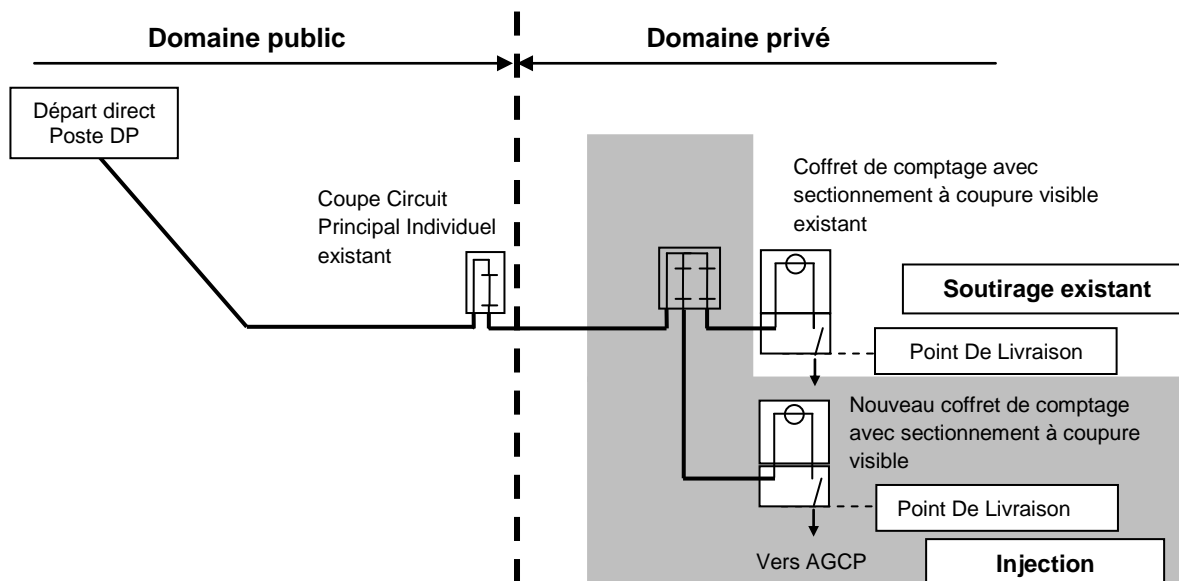 Domaine public
Domaine privé
Départ direct
Poste DP
Coupe Circuit
Principal Individuel
existant
Coffret de comptage avec
sectionnement à coupure visible
existant
Soutirage existant
Point De Livraison
Nouveau coffret de comptage
avec sectionnement à coupure
visible
Point De Livraison
Vers AGCP
Injection